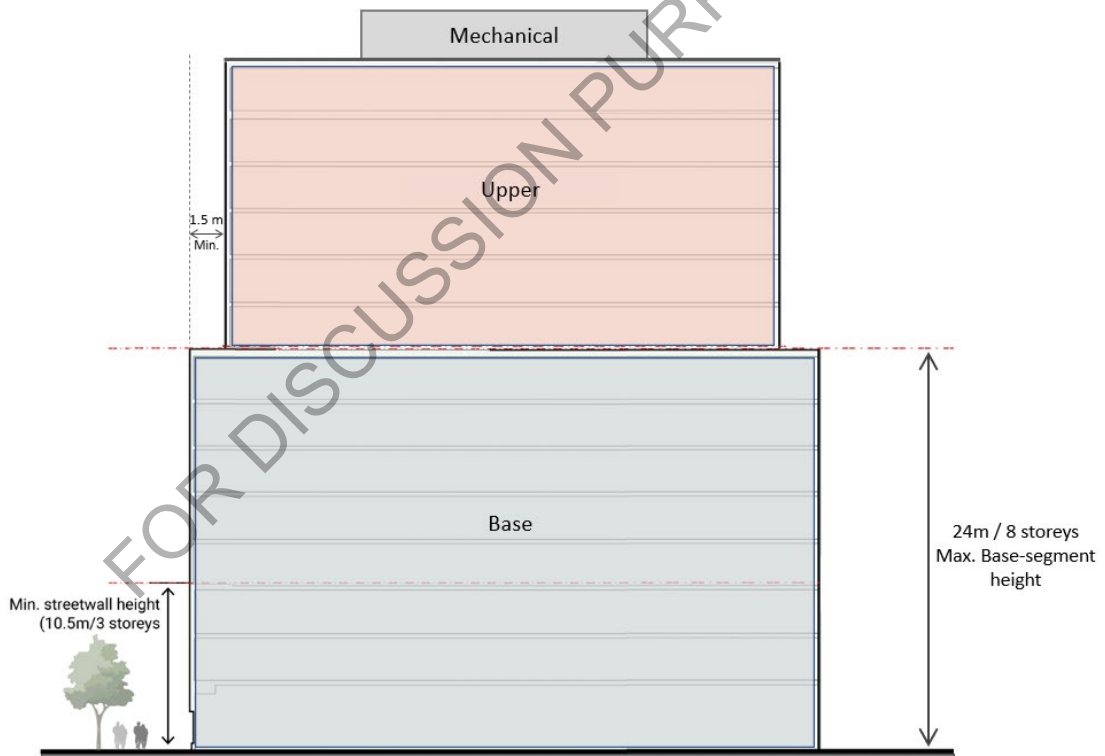 Mechanical
Upper
1.5 m
Min.
Base
24m / 8 storeys
Max. Base-segment
height
Min. streetwall height
(10.5m/3 storeys
FOR DISCUSSION PUR